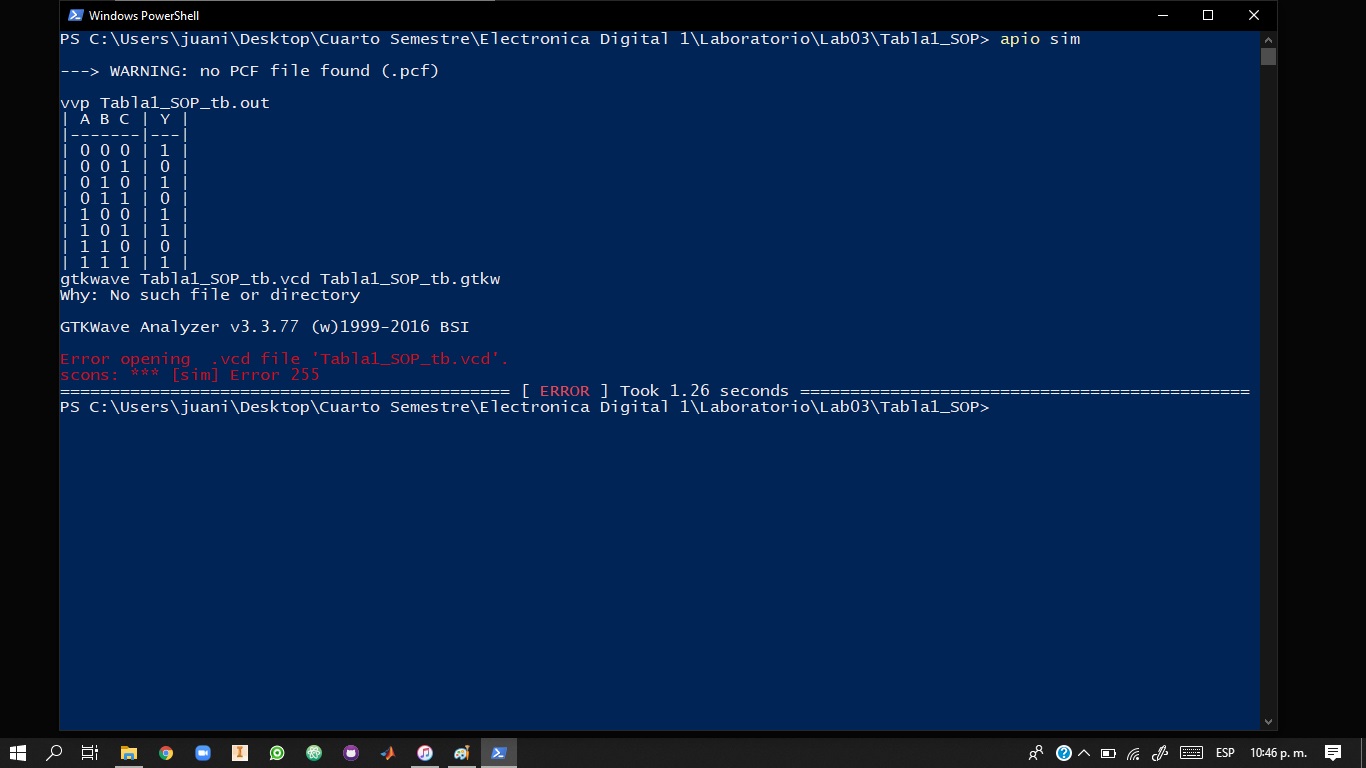 Windows PowerShell
PS C:\Users\juani\Desktop\Cuarto Semestre\Electronica Digital 1\Laboratorio\Lab03\Tabla1_SOP> apio sim
---> WARNING: no PCF file found (.pcf)
vvp Tabla1_SOP_tb.out
| A B C | Y |
|-------|---|
| 0 0 0 | 1 |
| 0 0 1 | 0 |
| 0 1 0 | 1 |
| 0 1 1 | 0 |
| 1 0 0 | 1 |
| 1 0 1 | 1 |
| 1 1 0 | 0 |
| 1 1 1 | 1 |
gtkwave Tabla1_SOP_tb.vcd Tabla1_SOP_tb.gtkw
Why: No such file or directory
GTKWave Analyzer v3.3.77 (w)1999-2016 BSI
Error opening  .vcd file 'Tabla1_SOP_tb.vcd'.
scons: *** [sim] Error 255
============================================= [ ERROR ] Took 1.26 seconds =============================================
PS C:\Users\juani\Desktop\Cuarto Semestre\Electronica Digital 1\Laboratorio\Lab03\Tabla1_SOP>
ESP 10:46 p. m.